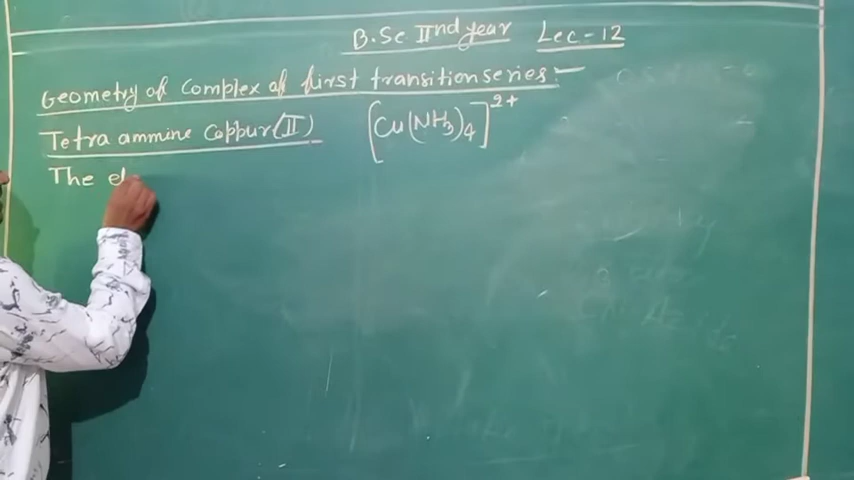 B.Sc IInd year Lec-12
Geometry of Complex of first transition series:-
Tetra ammine Coppur(II) [Cu(NH3)4]2+
The el